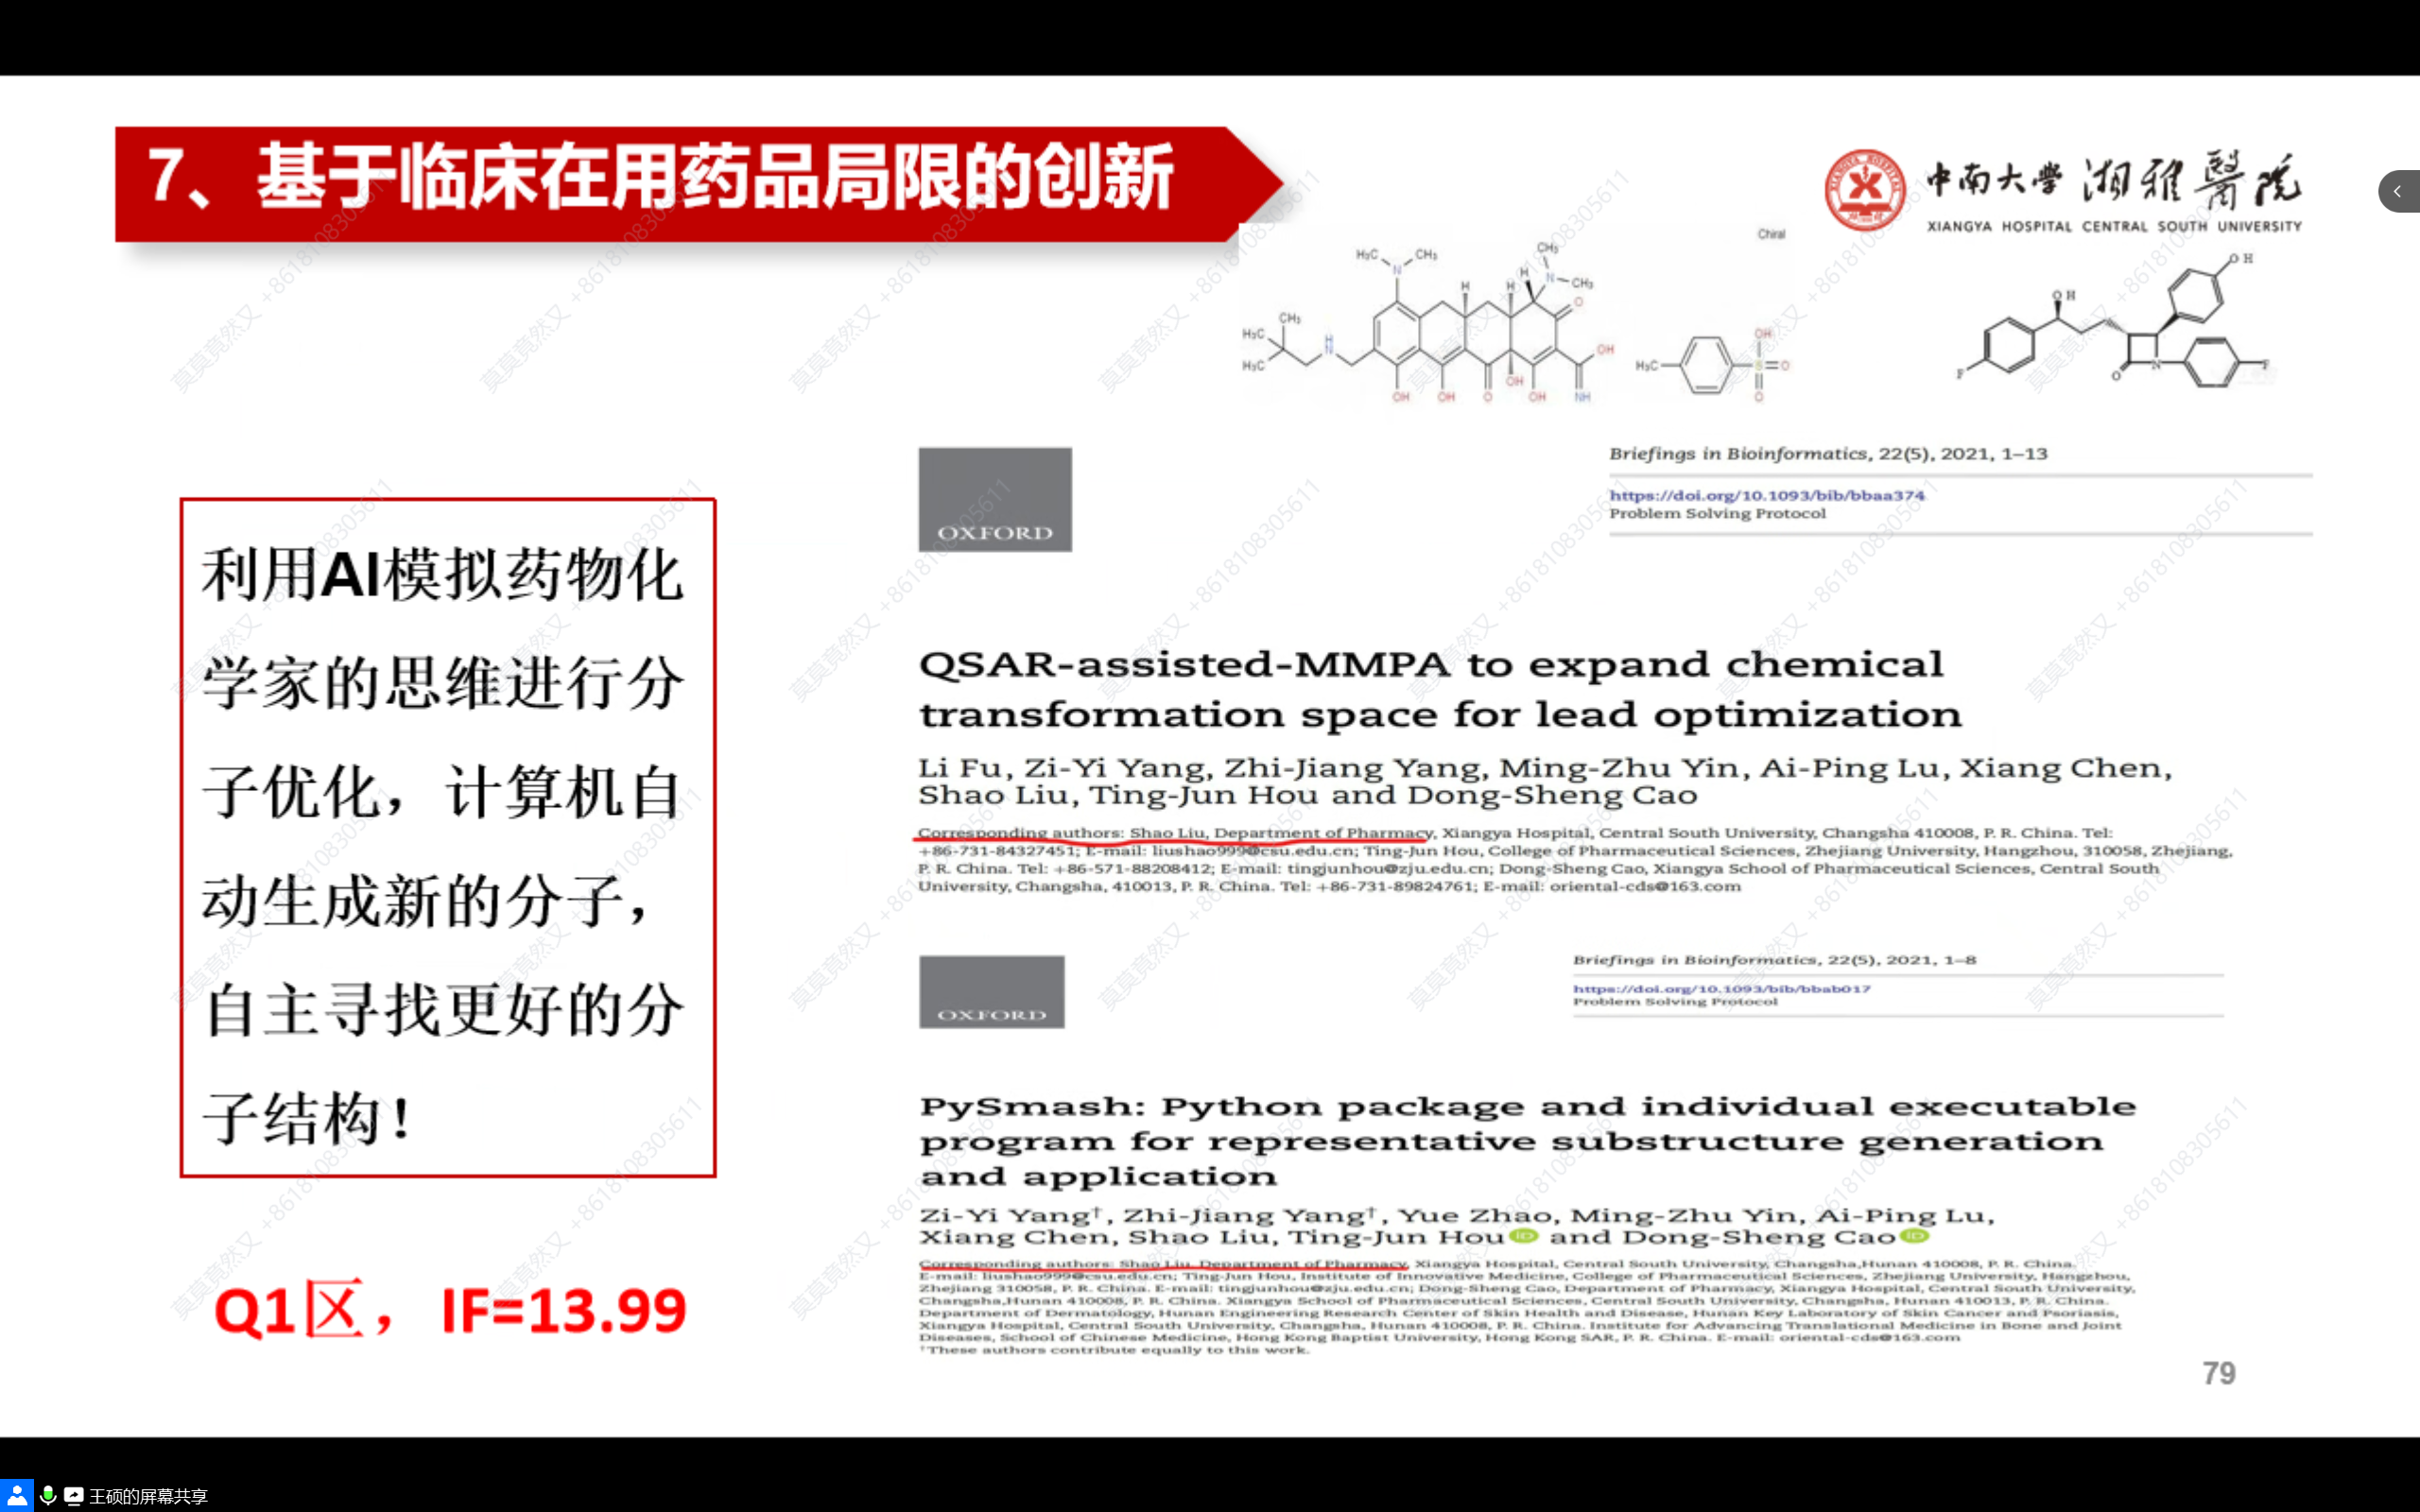 7、基于临床在用药品局限的创新
中南大学 湘雅醫院
XIANGYA HOSPITAL CENTRAL SOUTH UNIVERSITY
Chiral
利用AI模拟药物化
学家的思维进行分
子优化，计算机自
动生成新的分子，
自主寻找更好的分
子结构！
Q1区，IF=13.99
OXFORD
Briefings in Bioinformatics, 22(5), 2021, 1–13
https://doi.org/10.1093/bib/bbaa374
Problem Solving Protocol
QSAR-assisted-MMPA to expand chemical
transformation space for lead optimization
Li Fu, Zi-Yi Yang, Zhi-Jiang Yang, Ming-Zhu Yin, Ai-Ping Lu, Xiang Chen,
Shao Liu, Ting-Jun Hou and Dong-Sheng Cao
Corresponding authors: Shao Liu, Department of Pharmacy, Xiangya Hospital, Central South University, Changsha 410008, P. R. China. Tel:
+86-731-84327451; E-mail: liushao999@csu.edu.cn; Ting-Jun Hou, College of Pharmaceutical Sciences, Zhejiang University, Hangzhou, 310058, Zhejiang,
P. R. China. Tel: +86-571-88208412; E-mail: tingjunhou@zju.edu.cn; Dong-Sheng Cao, Xiangya School of Pharmaceutical Sciences, Central South
University, Changsha, 410013, P. R. China. Tel: +86-731-89824761; E-mail: oriental-cds@163.com
OXFORD
Briefings in Bioinformatics, 22(5), 2021, 1–8
https://doi.org/10.1093/bib/bbab017
Problem Solving Protocol
PySmash: Python package and individual executable
program for representative substructure generation
and application
Zi-Yi Yang†, Zhi-Jiang Yang†, Yue Zhao, Ming-Zhu Yin, Ai-Ping Lu,
Xiang Chen, Shao Liu, Ting-Jun Hou and Dong-Sheng Cao
Corresponding authors: Shao Liu, Department of Pharmacy, Xiangya Hospital, Central South University, Changsha,Hunan 410008, P. R. China.
E-mail: liushao999@csu.edu.cn; Ting-Jun Hou, Institute of Innovative Medicine, College of Pharmaceutical Sciences, Zhejiang University, Hangzhou,
Zhejiang 310058, P. R. China. E-mail: tingjunhou@zju.edu.cn; Dong-Sheng Cao, Department of Pharmacy, Xiangya Hospital, Central South University,
Changsha,Hunan 410008, P. R. China. Xiangya School of Pharmaceutical Sciences, Central South University, Changsha, Hunan 410013, P. R. China.
Department of Dermatology, Hunan Engineering Research Center of Skin Health and Disease, Hunan Key Laboratory of Skin Cancer and Psoriasis,
Xiangya Hospital, Central South University, Changsha, Hunan 410008, P. R. China. Institute for Advancing Translational Medicine in Bone and Joint
Diseases, School of Chinese Medicine, Hong Kong Baptist University, Hong Kong SAR, P. R. China. E-mail: oriental-cds@163.com
†These authors contribute equally to this work.
79
王硕的屏幕共享